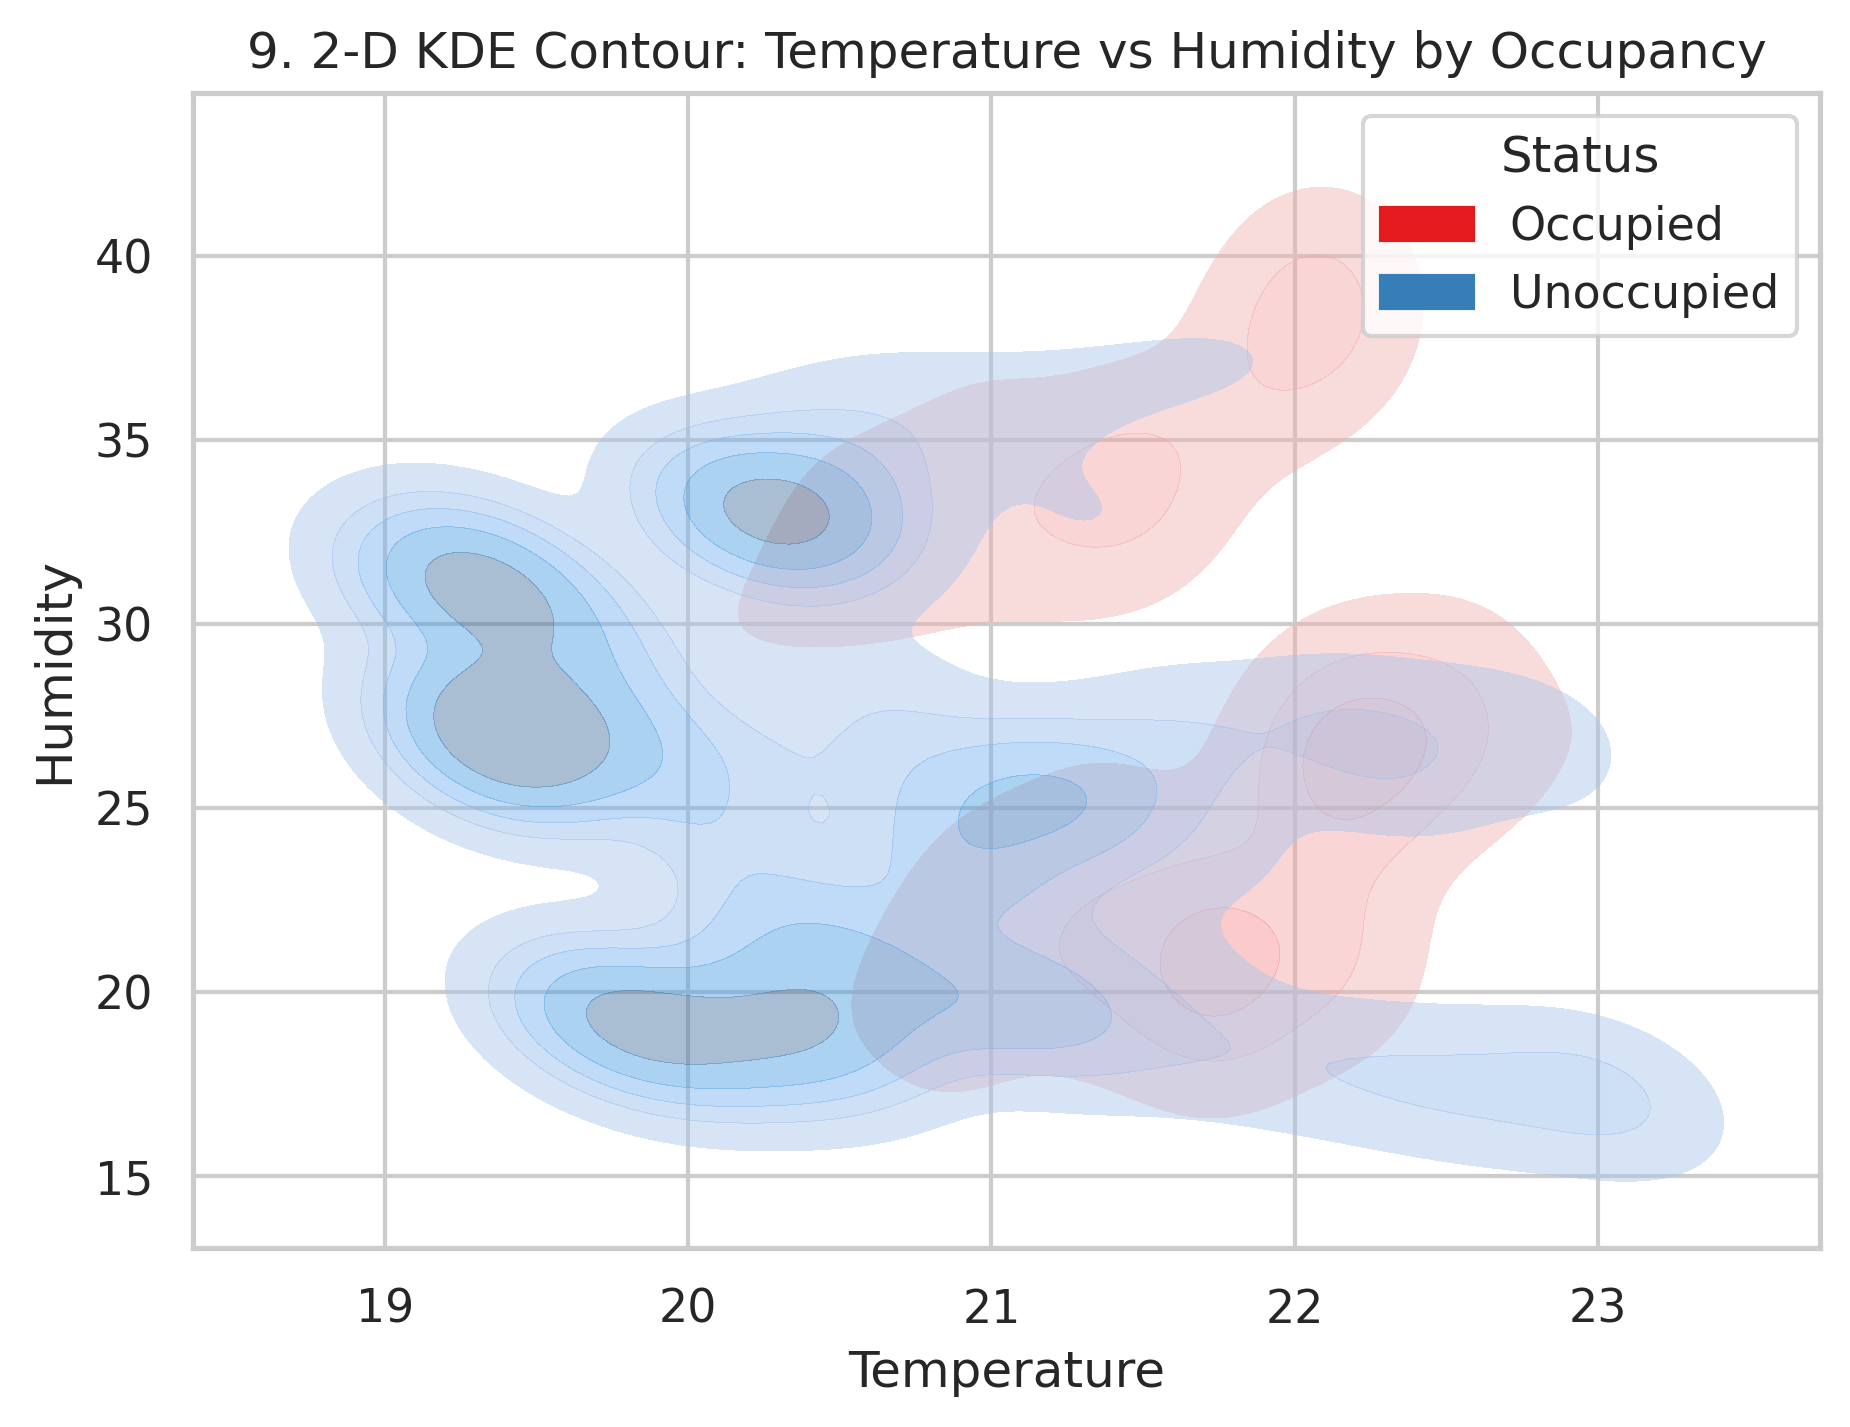 9. 2-D KDE Contour: Temperature vs Humidity by Occupancy
Status
Occupied
Unoccupied
Humidity
40
35
30
25
20
15
19 20 21 22 23
Temperature